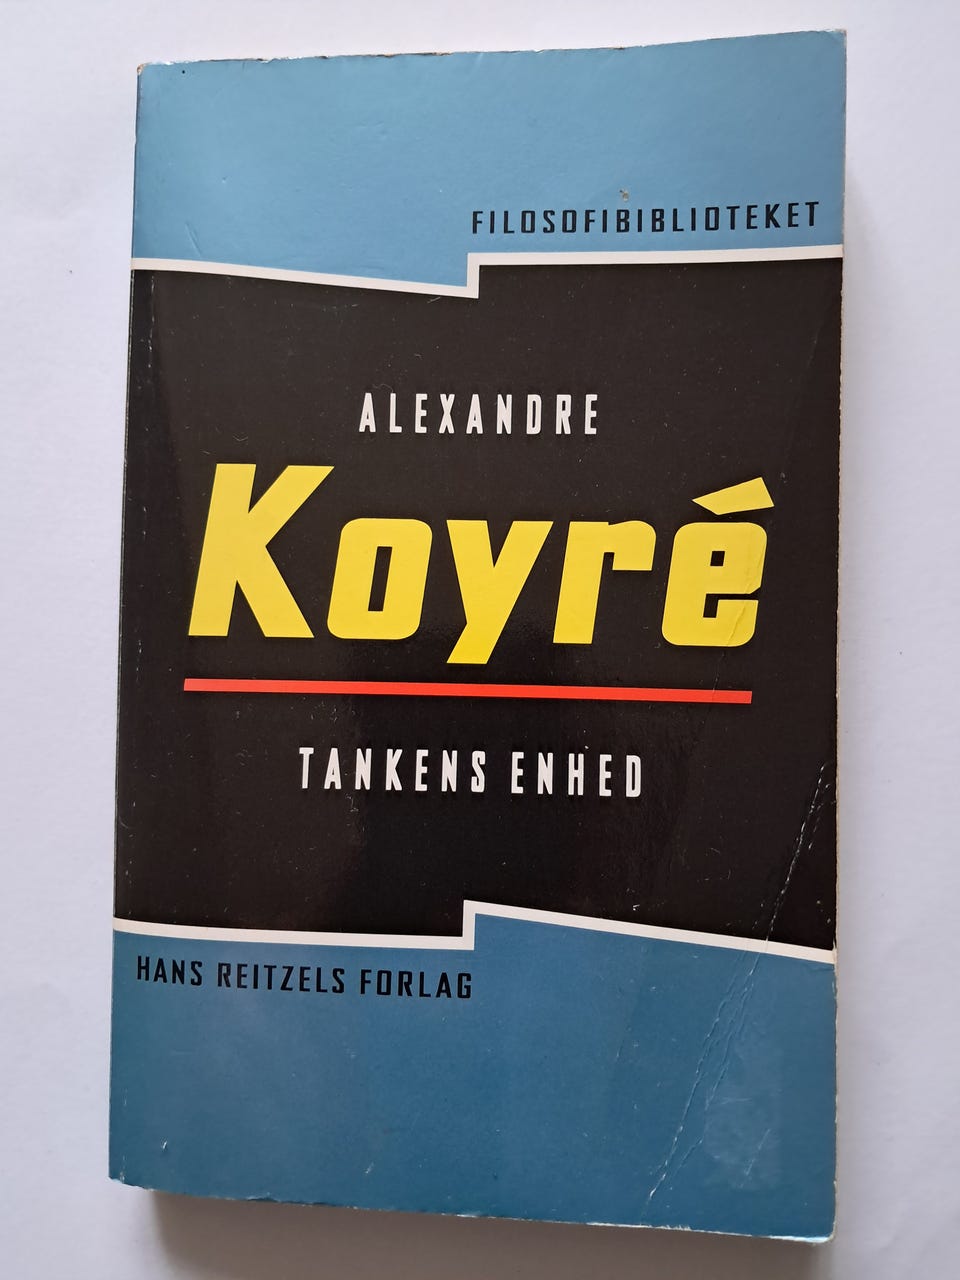 FILOSOFIBIBLIOTEKET
ALEXANDRE
Koyré
TANKENS ENHED
HANS REITZELS FORLAG